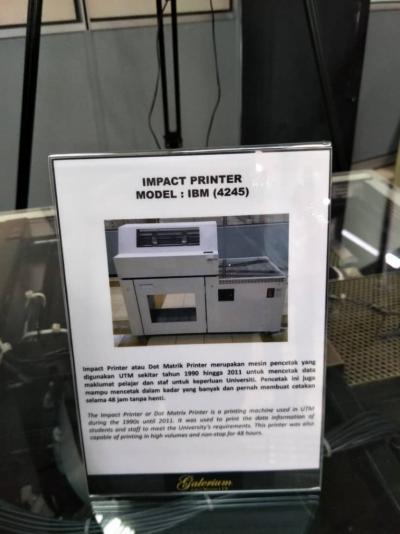 IMPACT PRINTER
MODEL : IBM (4245)
Impact Printer atau Dot Matrik Printer merupakan mesin pencetak yang
digunakan UTM sekitar tahun 1990 hingga 2011 untuk mencetak data
maklumat pelajar dan staf untuk keperluan Universiti. Pencetak ini juga
mampu mencetak dalam kadar yang banyak dan pernah membuat cetakan
selama 48 jam tanpa henti.
The Impact Printer or Dot Matrix Printer is a printing machine used in UTM
during the 1990s until 2011. It was used to print the data information of
students and staff to meet the University's requirements. This printer was also
capable of printing in high volumes and non-stop for 48 hours.
Galerium